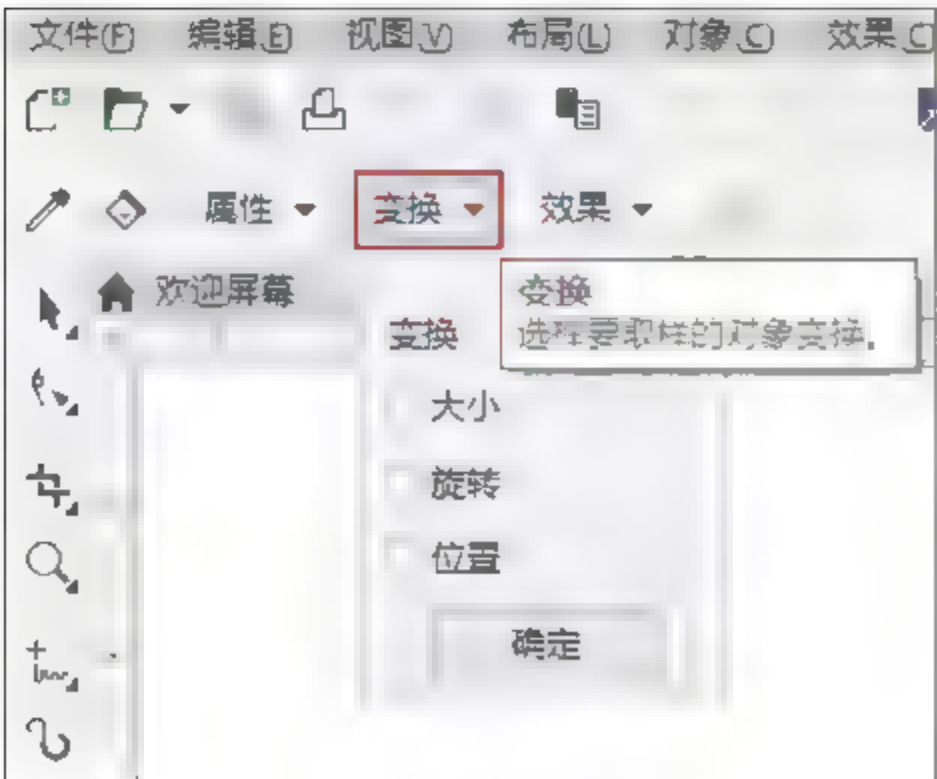 文件(F) 编辑(E) 视图(V) 布局(L) 对象(C) 效果(C
属性 变换 效果
欢迎屏幕
变换
选择要取样的对象变换。
变换
大小
旋转
位置
确定